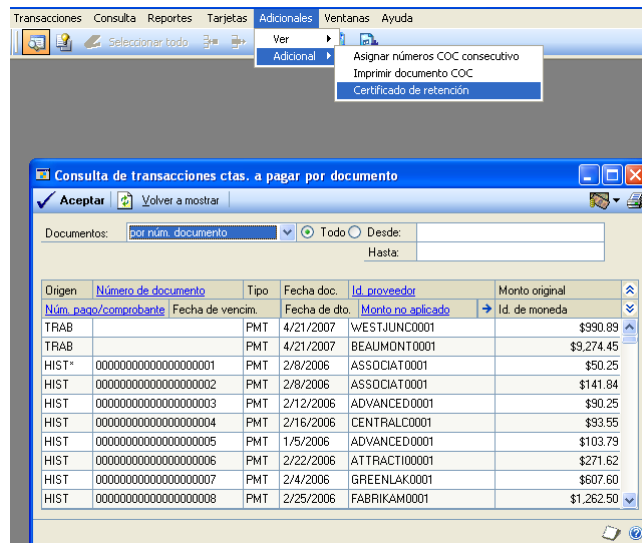 Transacciones Consulta Reportes Tarjetas Adicionales Ventanas Ayuda
Seleccionar todo
Ver
Adicional
Asignar números COC consecutivo
Imprimir documento COC
Certificado de retención
Consulta de transacciones ctas. a pagar por documento
Aceptar Volver a mostrar
Documentos: por núm. documento Todo Desde:
Hasta:
Origen Número de documento Tipo Fecha doc. Id. proveedor Monto original
Núm. pago/comprobante Fecha de vencim. Fecha de dto. Monto no aplicado Id. de moneda
TRAB PMT 4/21/2007 WESTJUNC0001 $990.89
TRAB PMT 4/21/2007 BEAUMONT0001 $9,274.45
HIST* 00000000000000000001 PMT 2/8/2006 ASSOCIAT0001 $50.25
HIST 00000000000000000002 PMT 2/8/2006 ASSOCIAT0001 $141.84
HIST 00000000000000000003 PMT 2/12/2006 ADVANCED0001 $90.25
HIST 00000000000000000004 PMT 2/16/2006 CENTRALC0001 $93.55
HIST 00000000000000000005 PMT 1/5/2006 ADVANCED0001 $103.79
HIST 00000000000000000006 PMT 2/22/2006 ATTRACTI00001 $271.62
HIST 00000000000000000007 PMT 2/4/2006 GREENLAK0001 $607.60
HIST 00000000000000000008 PMT 2/25/2006 FABRIKAM0001 $1,262.50